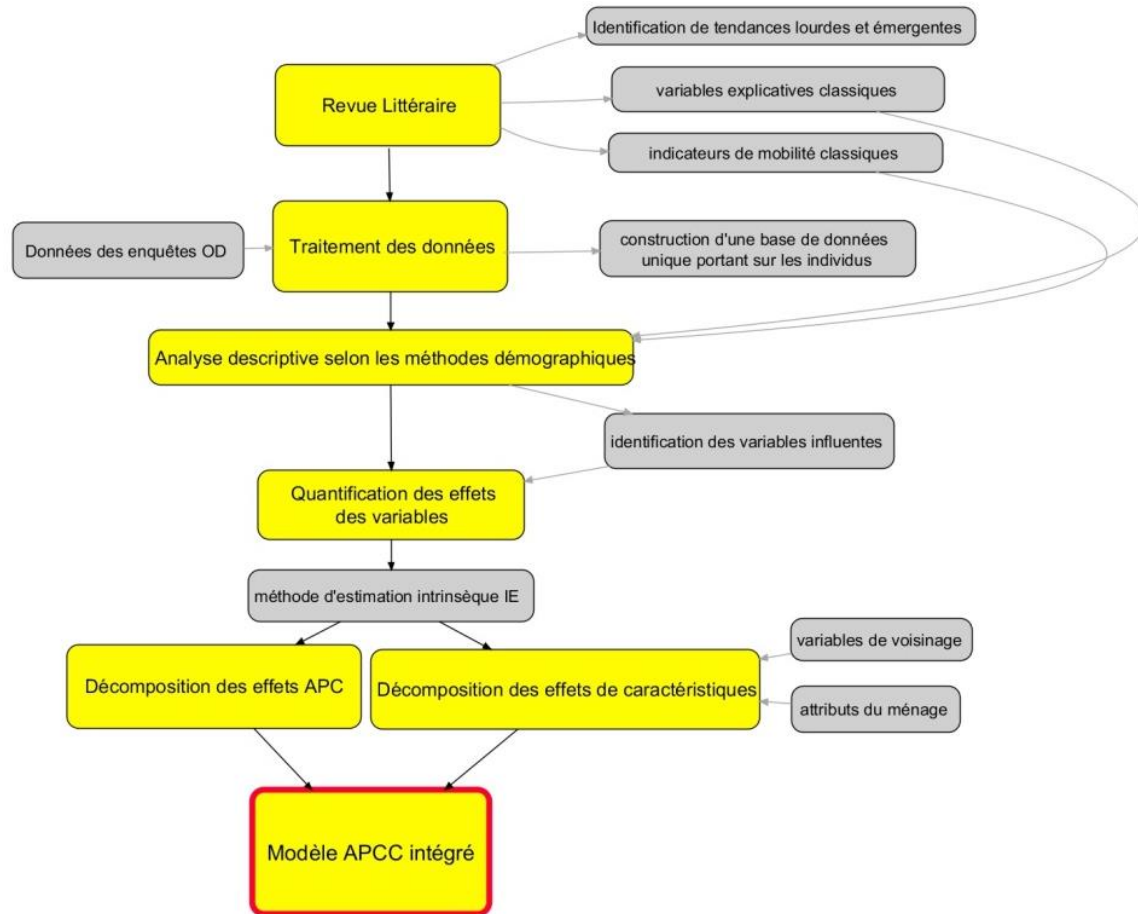 Identification de tendances lourdes et émergentes
Revue Littéraire
variables explicatives classiques
indicateurs de mobilité classiques
Données des enquêtes OD
Traitement des données
construction d'une base de données
unique portant sur les individus
Analyse descriptive selon les méthodes démographiques
identification des variables influentes
Quantification des effets
des variables
méthode d'estimation intrinsèque IE
variables de voisinage
Décomposition des effets APC
Décomposition des effets de caractéristiques
attributs du ménage
Modèle APCC intégré